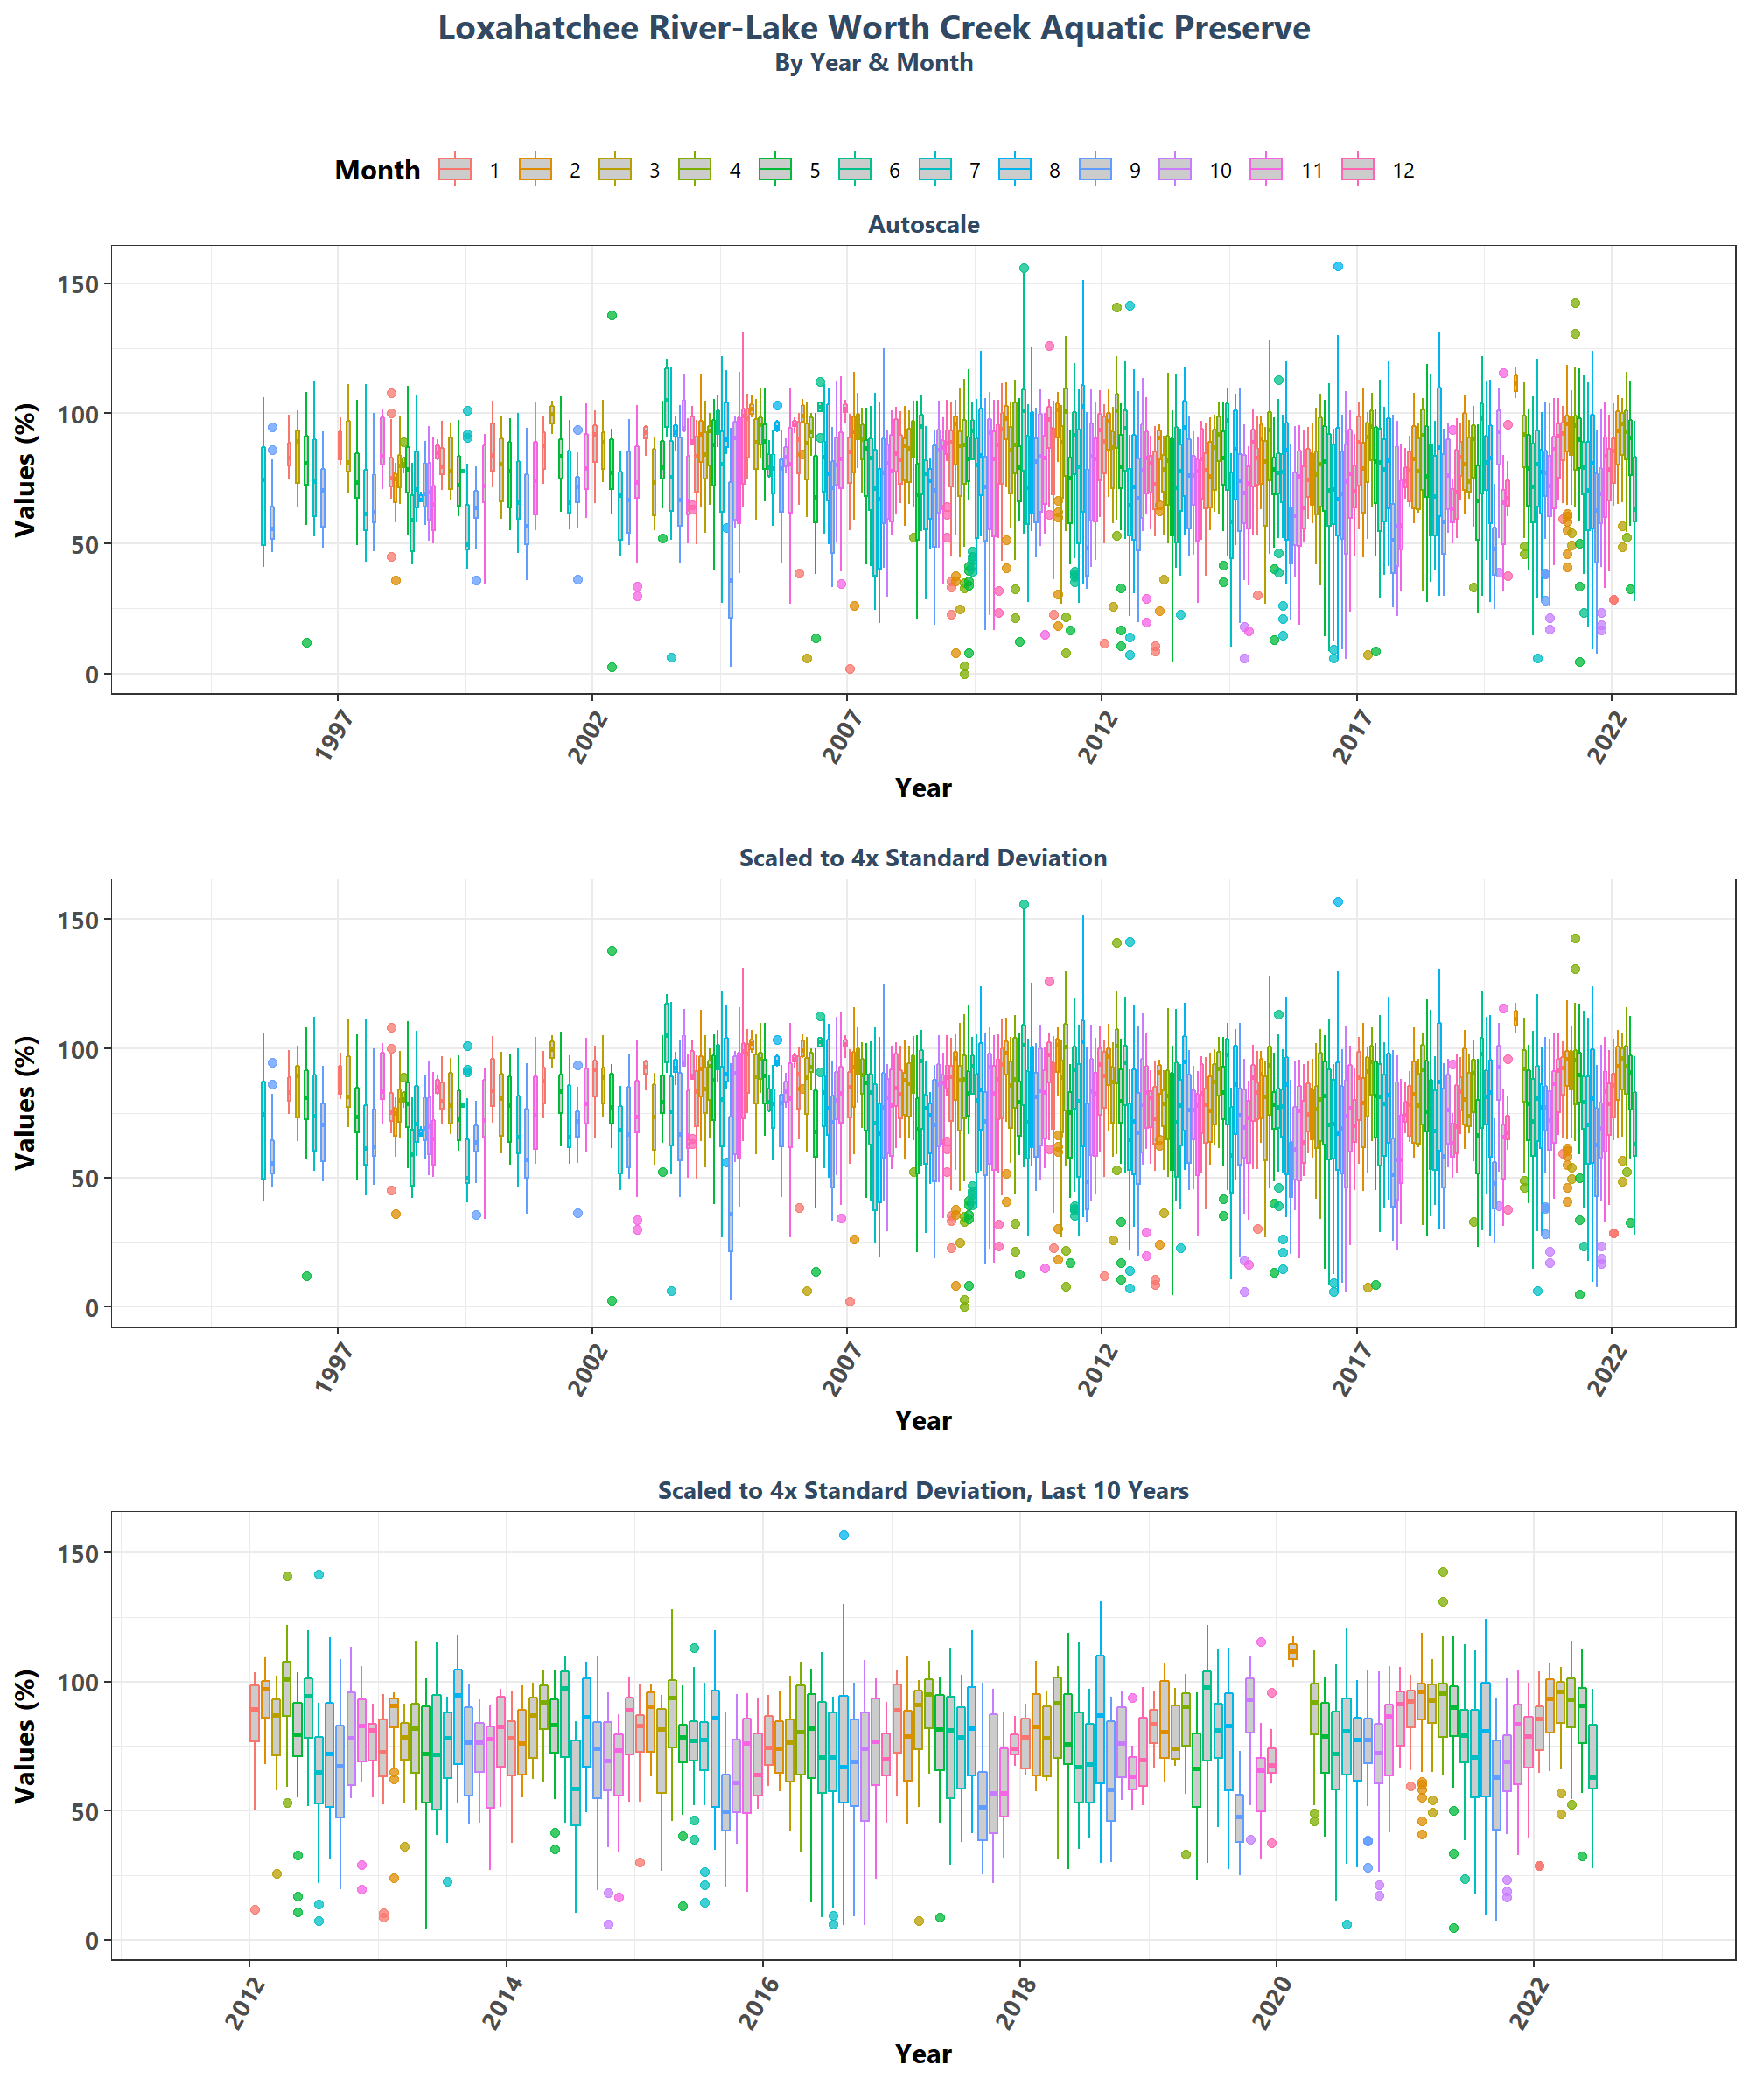 Loxahatchee River-Lake Worth Creek Aquatic Preserve
By Year & Month
Month 1 2 3 4 5 6 7 8 9 10 11 12
Autoscale
Values (%)
150
100
50
0
1997 2002 2007 2012 2017 2022
Year
Scaled to 4x Standard Deviation
Values (%)
150
100
50
0
1997 2002 2007 2012 2017 2022
Year
Scaled to 4x Standard Deviation, Last 10 Years
Values (%)
150
100
50
0
2012 2014 2016 2018 2020 2022
Year